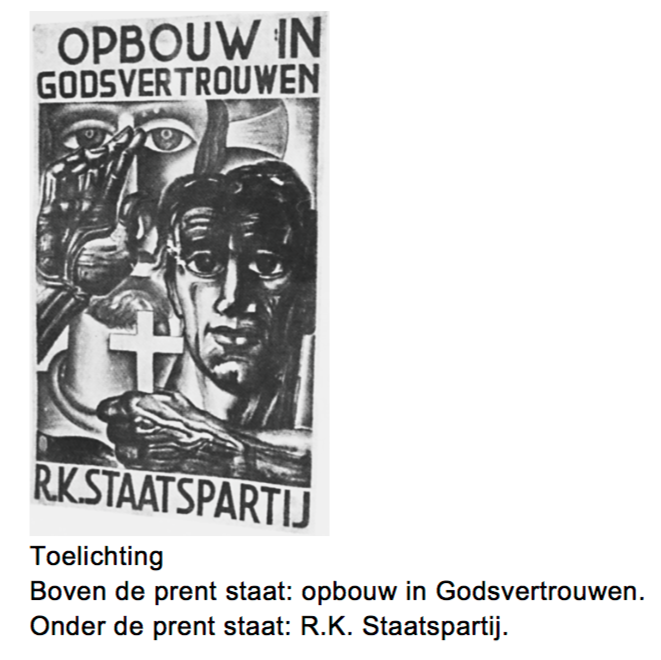 OPBOUW IN
GODSVERTROUWEN
R.K.STAATSPARTIJ
Toelichting
Boven de prent staat: opbouw in Godsvertrouwen.
Onder de prent staat: R.K. Staatspartij.